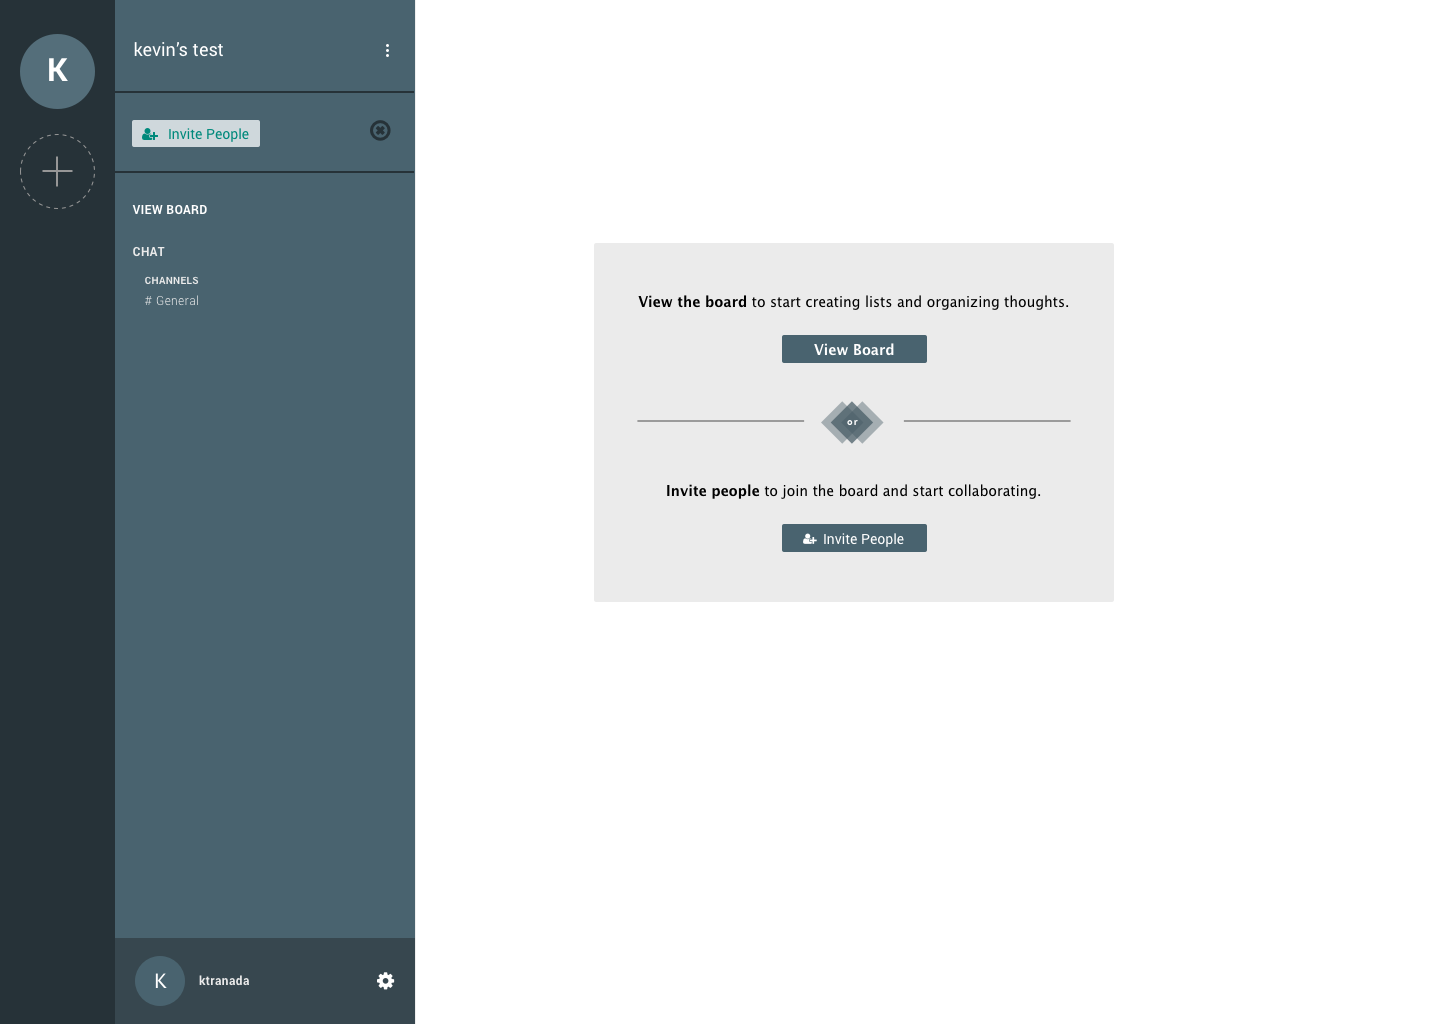 K
kevin's test
Invite People
VIEW BOARD
CHAT
CHANNELS
# General
K
ktranada
View the board to start creating lists and organizing thoughts.
View Board
or
Invite people to join the board and start collaborating.
Invite People